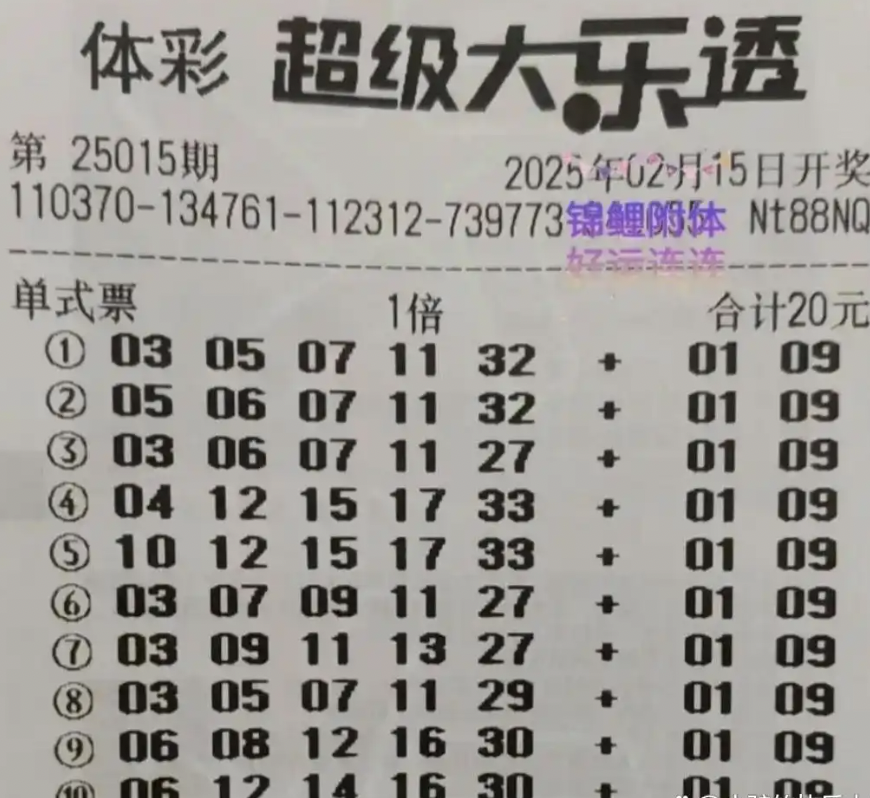 体彩 超级大乐透
第 25015期 2025年02月15日开奖
110370-134761-112312-739773 Nt88NQ
锦鲤附体
好运连连
单式票 1倍 合计20元
① 03 05 07 11 32 + 01 09
② 05 06 07 11 32 + 01 09
③ 03 06 07 11 27 + 01 09
④ 04 12 15 17 33 + 01 09
⑤ 10 12 15 17 33 + 01 09
⑥ 03 07 09 11 27 + 01 09
⑦ 03 09 11 13 27 + 01 09
⑧ 03 05 07 11 29 + 01 09
⑨ 06 08 12 16 30 + 01 09
⑩ 06 12 14 16 30 + 01 09